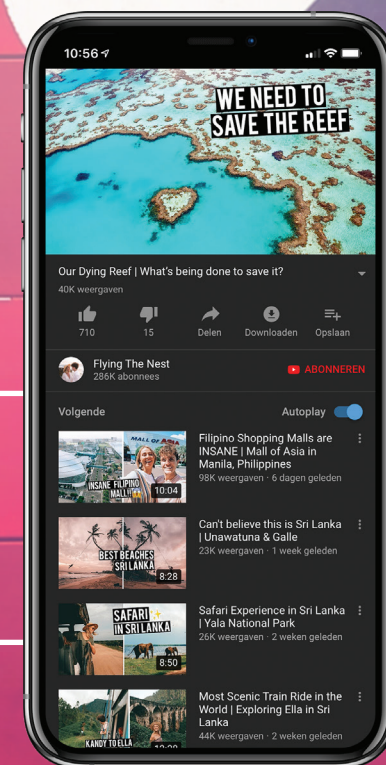 10:56
WE NEED TO
SAVE THE REEF
Our Dying Reef | What's being done to save it?
40K weergaven
710
15
Delen
Downloaden
Opslaan
Flying The Nest
286K abonnees
ABONNEREN
Volgende
Autoplay
MALL OF ASIA
INSANE FILIPINO
MALL!!
10:04
Filipino Shopping Malls are
INSANE | Mall of Asia in
Manila, Philippines
98K weergaven · 6 dagen geleden
BEST BEACHES
SRI LANKA
8:28
Can't believe this is Sri Lanka
| Unawatuna & Galle
23K weergaven · 1 week geleden
SAFARI
IN SRI LANKA
8:50
Safari Experience in Sri Lanka
| Yala National Park
26K weergaven · 2 weken geleden
KANDY TO ELLA
Most Scenic Train Ride in the
World | Exploring Ella in Sri
Lanka
44K weergaven · 2 weken geleden